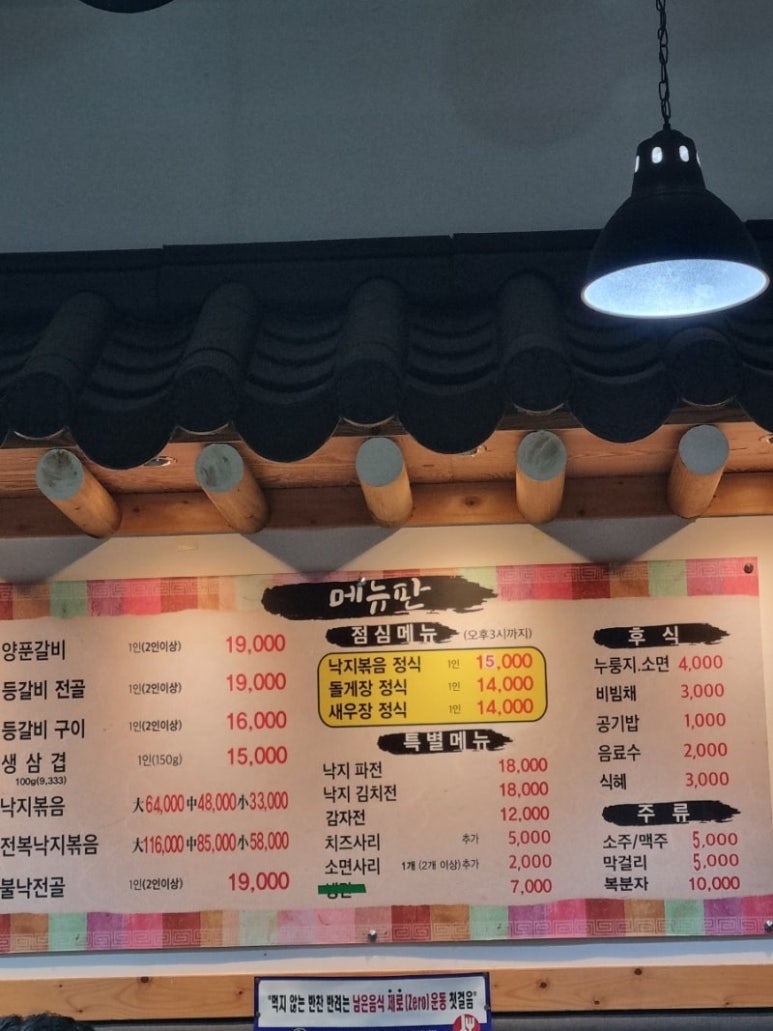 메뉴판
양푼갈비 1인(2인이상) 19,000
등갈비 전골 1인(2인이상) 19,000
등갈비 구이 1인(2인이상) 16,000
생 삼 겹 1인(150g) 15,000
100g(9,333)
낙지볶음 大64,000 中48,000 小33,000
전복낙지볶음 大116,000 中85,000 小58,000
불낙전골 1인(2인이상) 19,000
점심메뉴 (오후3시까지)
낙지볶음 정식 1인 15,000
돌게장 정식 1인 14,000
새우장 정식 1인 14,000
특별메뉴
낙지 파전 18,000
낙지 김치전 18,000
감자전 12,000
치즈사리 추가 5,000
소면사리 1개 (2개 이상)추가 2,000
7,000
후 식
누룽지.소면 4,000
비빔채 3,000
공기밥 1,000
음료수 2,000
식혜 3,000
주 류
소주/맥주 5,000
막걸리 5,000
복분자 10,000
"먹지 않는 반찬 반려는 남은음식 제로(Zero)운동 첫걸음"